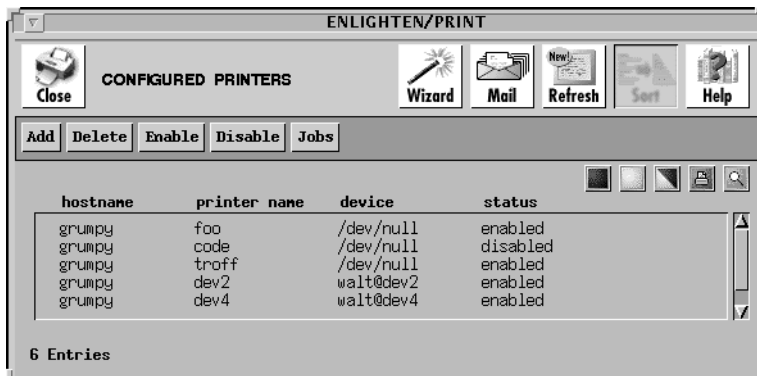 ENLIGHTEN/PRINT
Close
CONFIGURED PRINTERS
Wizard
Mail
New!
Refresh
Sort
Help
Add Delete Enable Disable Jobs
hostname printer name device status
grumpy foo /dev/null enabled
grumpy code /dev/null disabled
grumpy troff /dev/null enabled
grumpy dev2 walt@dev2 enabled
grumpy dev4 walt@dev4 enabled
6 Entries